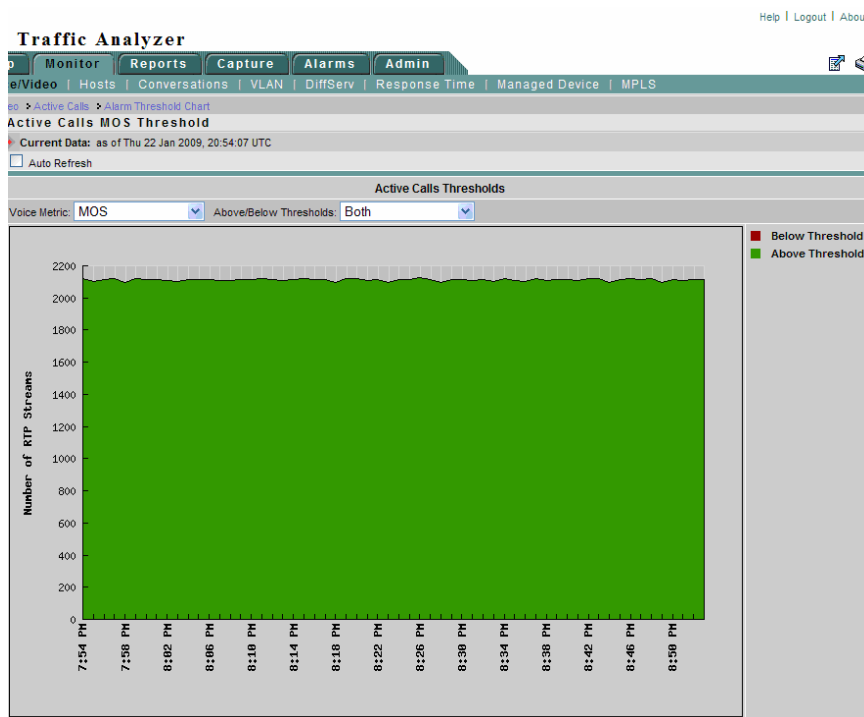 Help | Logout | Abou
Traffic Analyzer
p Monitor Reports Capture Alarms Admin
e/Video | Hosts | Conversations | VLAN | DiffServ | Response Time | Managed Device | MPLS
eo Active Calls Alarm Threshold Chart
Active Calls MOS Threshold
Current Data: as of Thu 22 Jan 2009, 20:54:07 UTC
Auto Refresh
Active Calls Thresholds
Voice Metric: MOS Above/Below Thresholds: Both
Below Threshold
Above Threshold
2200
2000
1800
1600
1400
1200
1000
800
600
400
200
0
Number of RTP Streams
7:54 PM
7:58 PM
8:02 PM
8:06 PM
8:10 PM
8:14 PM
8:18 PM
8:22 PM
8:26 PM
8:30 PM
8:34 PM
8:38 PM
8:42 PM
8:46 PM
8:50 PM